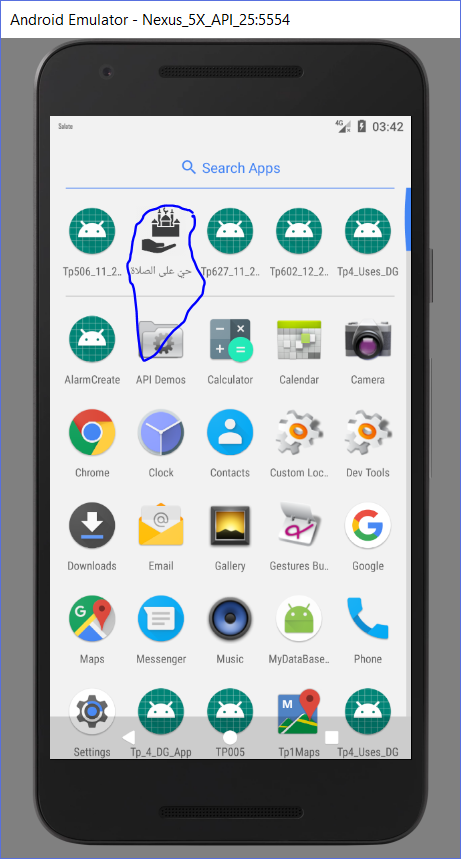 Android Emulator - Nexus_5X_API_25:5554
Salate
4G
03:42
Search Apps
Tp506_11_2..
حيّ على الصلاة
Tp627_11_2..
Tp602_12_2..
Tp4_Uses_DG
AlarmCreate
API Demos
Calculator
Calendar
Camera
Chrome
Clock
Contacts
Custom Loc..
Dev Tools
Downloads
Email
Gallery
Gestures Bu..
Google
Maps
Messenger
Music
MyDataBase..
Phone
Settings
Tp_4_DG_App
TP005
Tp1Maps
Tp4_Uses_DG